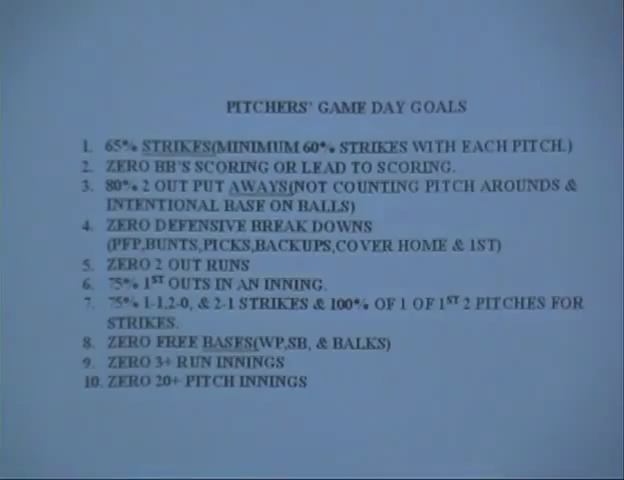 PITCHERS' GAME DAY GOALS
1. 65% STRIKES(MINIMUM 60% STRIKES WITH EACH PITCH.)
2. ZERO BB'S SCORING OR LEAD TO SCORING.
3. 80% 2 OUT PUT AWAYS(NOT COUNTING PITCH AROUNDS &
INTENTIONAL BASE ON BALLS)
4. ZERO DEFENSIVE BREAK DOWNS
(PFP,BUNTS,PICKS,BACKUPS,COVER HOME & 1ST)
5. ZERO 2 OUT RUNS
6. 75% 1ST OUTS IN AN INNING.
7. 75% 1-1,2-0, & 2-1 STRIKES & 100% OF 1 OF 1ST 2 PITCHES FOR
STRIKES.
8. ZERO FREE BASES(WP,SB, & BALKS)
9. ZERO 3+ RUN INNINGS
10. ZERO 20+ PITCH INNINGS